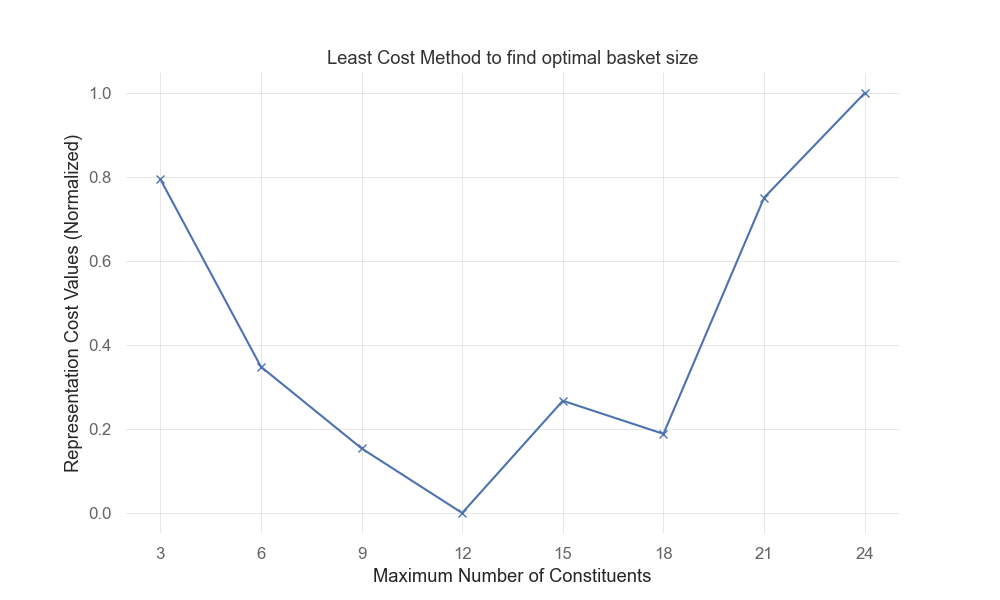 Least Cost Method to find optimal basket size
Representation Cost Values (Normalized)
1.0
0.8
0.6
0.4
0.2
0.0
3 6 9 12 15 18 21 24
Maximum Number of Constituents